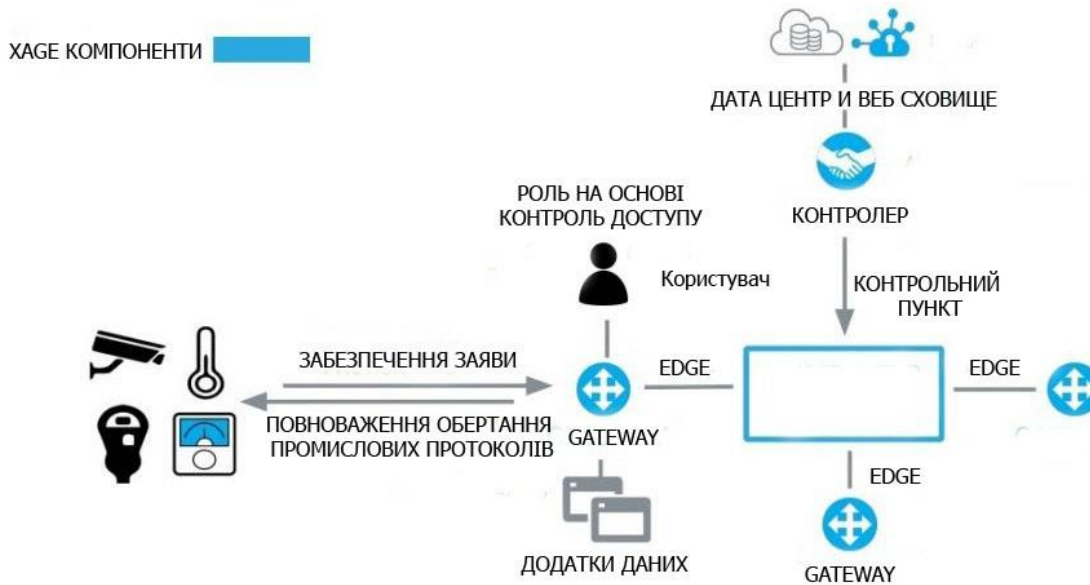 XAGE КОМПОНЕНТИ
ДАТА ЦЕНТР И ВЕБ СХОВИЩЕ
КОНТРОЛЕР
РОЛЬ НА ОСНОВІ
КОНТРОЛЬ ДОСТУПУ
Користувач
КОНТРОЛЬНИЙ
ПУНКТ
ЗАБЕЗПЕЧЕННЯ ЗАЯВИ
EDGE
EDGE
ПОВНОВАЖЕННЯ ОБЕРТАННЯ
ПРОМИСЛОВИХ ПРОТОКОЛІВ
GATEWAY
EDGE
ДОДАТКИ ДАНИХ
GATEWAY